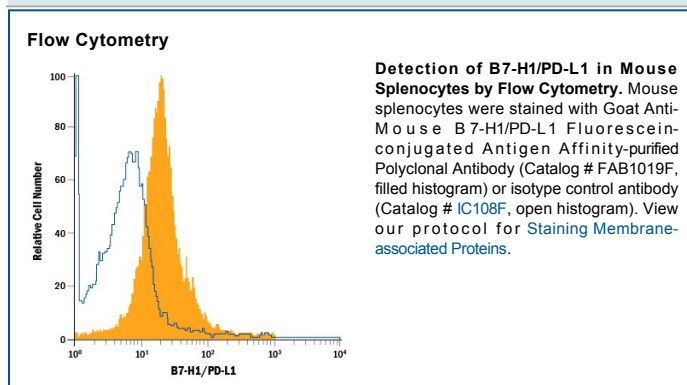 Flow Cytometry
Relative Cell Number
100
80
60
40
20
0
10⁰ 10¹ 10² 10³ 10⁴
B7-H1/PD-L1
Detection of B7-H1/PD-L1 in Mouse
Splenocytes by Flow Cytometry. Mouse
splenocytes were stained with Goat Anti-
Mouse B7-H1/PD-L1 Fluorescein-
conjugated Antigen Affinity-purified
Polyclonal Antibody (Catalog # FAB1019F,
filled histogram) or isotype control antibody
(Catalog # IC108F, open histogram). View
our protocol for Staining Membrane-
associated Proteins.